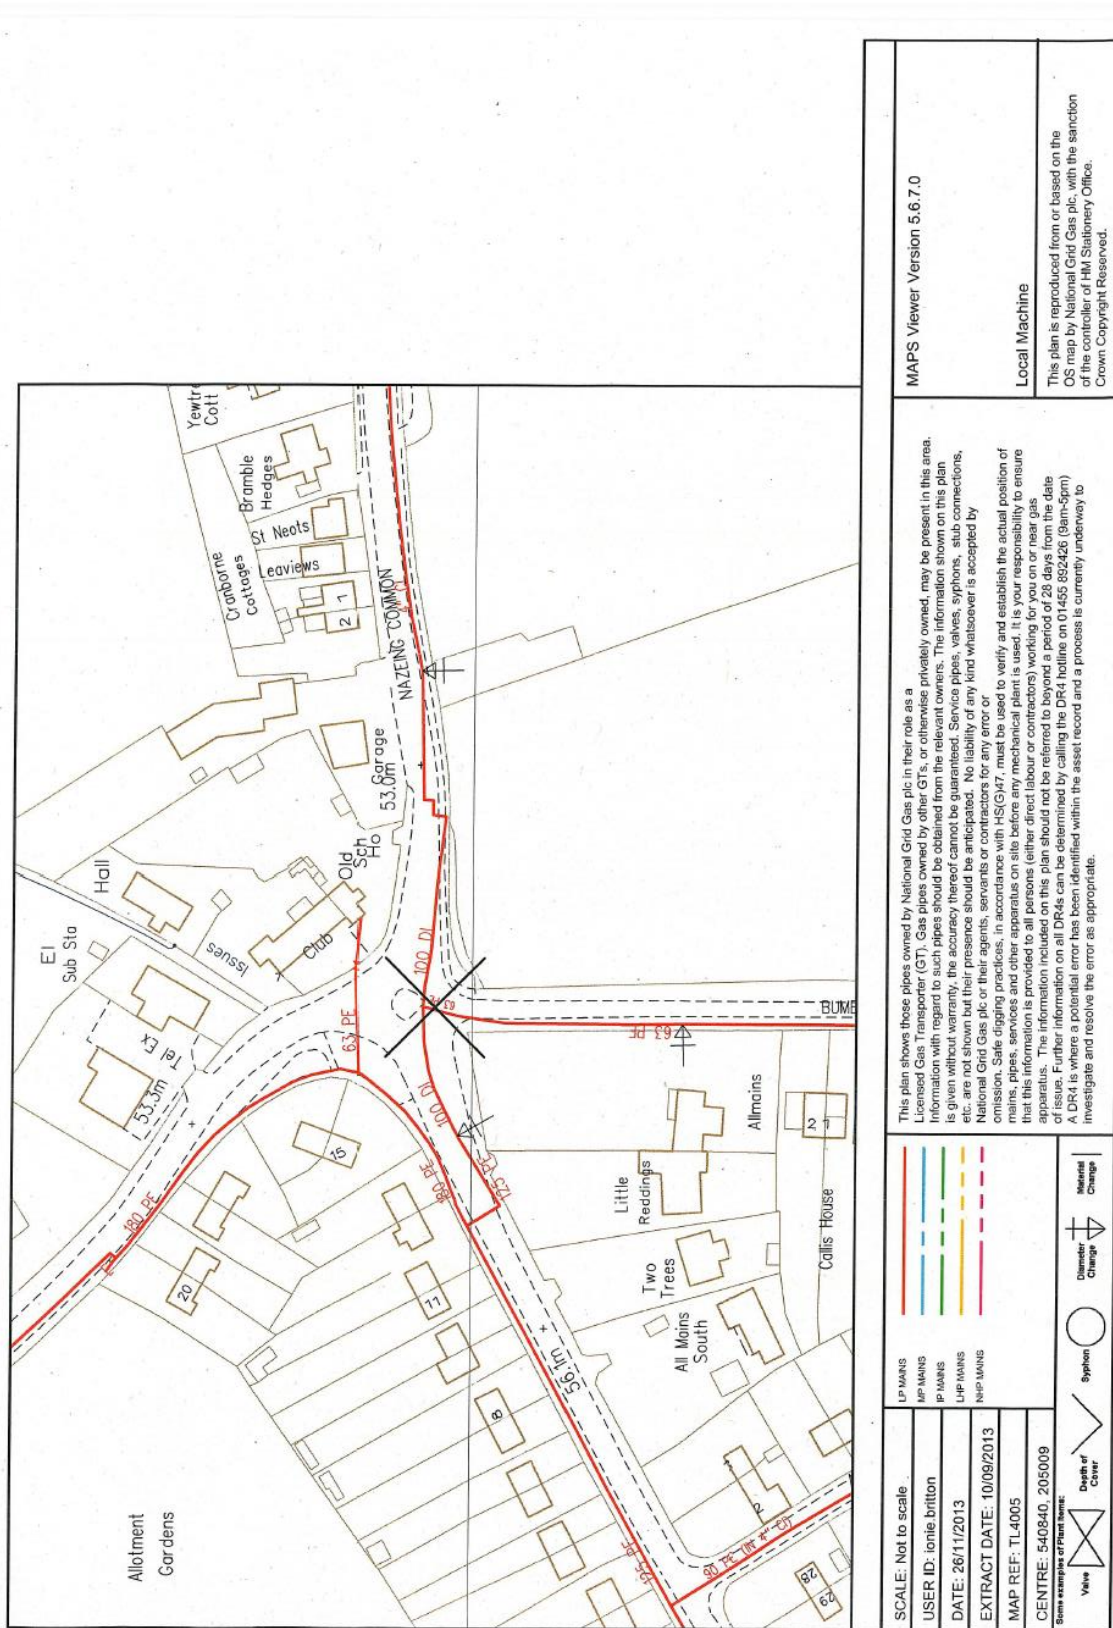 Allotment
Gardens
El
Sub Sta
Hall
Tel Ex
53.3m
Issues
Club
Old
Sch
Ho
Garage
53.0m
Cranborne
Cottages
2
1
Leaviews
St Neots
Bramble
Hedges
Yewtre
Cott
NAZEING COMMON
4" CI
180 PE
63 PE
100 DI
63 PE
100 DI
180 PE
125 PE
63 PE
BUMB
20
15
11
8
56.1m
125 PE
90 PE (IN 4" CI)
2
28
29
Little
Reddings
Two
Trees
All Mains
South
Allmains
Callis House
2 1
SCALE: Not to scale
USER ID: ionie.britton
DATE: 26/11/2013
EXTRACT DATE: 10/09/2013
MAP REF: TL4005
CENTRE: 540840, 205009
Some examples of Plant Items:
Valve
Depth of
Cover
Syphon
Diameter
Change
Material
Change
LP MAINS
MP MAINS
IP MAINS
LHP MAINS
NHP MAINS
This plan shows those pipes owned by National Grid Gas plc in their role as a
Licensed Gas Transporter (GT). Gas pipes owned by other GTs, or otherwise privately owned, may be present in this area.
Information with regard to such pipes should be obtained from the relevant owners. The information shown on this plan
is given without warranty, the accuracy thereof cannot be guaranteed. Service pipes, valves, syphons, stub connections,
etc. are not shown but their presence should be anticipated. No liability of any kind whatsoever is accepted by
National Grid Gas plc or their agents, servants or contractors for any error or
omission. Safe digging practices, in accordance with HS(G)47, must be used to verify and establish the actual position of
mains, pipes, services and other apparatus on site before any mechanical plant is used. It is your responsibility to ensure
that this information is provided to all persons (either direct labour or contractors) working for you on or near gas
apparatus. The information included on this plan should not be referred to beyond a period of 28 days from the date
of issue. Further information on all DR4s can be determined by calling the DR4 hotline on 01455 892426 (9am-5pm)
A DR4 is where a potential error has been identified within the asset record and a process is currently underway to
investigate and resolve the error as appropriate.
MAPS Viewer Version 5.6.7.0
Local Machine
This plan is reproduced from or based on the
OS map by National Grid Gas plc, with the sanction
of the controller of HM Stationery Office.
Crown Copyright Reserved.